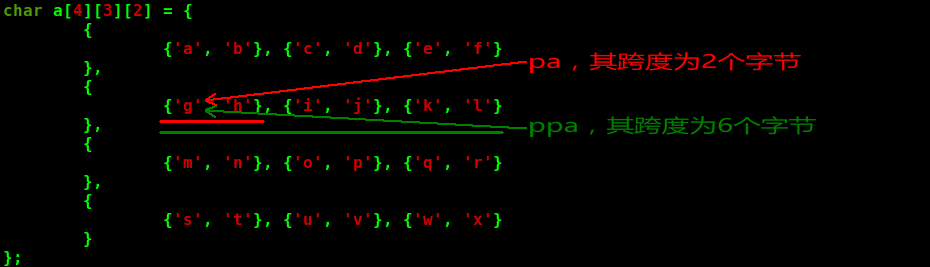 char a[4][3][2] = {
{
{'a', 'b'}, {'c', 'd'}, {'e', 'f'}
},
pa，其跨度为2个字节
{
{'g' 'h'}, {'i', 'j'}, {'k', 'l'}
},
ppa，其跨度为6个字节
{
{'m', 'n'}, {'o', 'p'}, {'q', 'r'}
},
{
{'s', 't'}, {'u', 'v'}, {'w', 'x'}
}
};